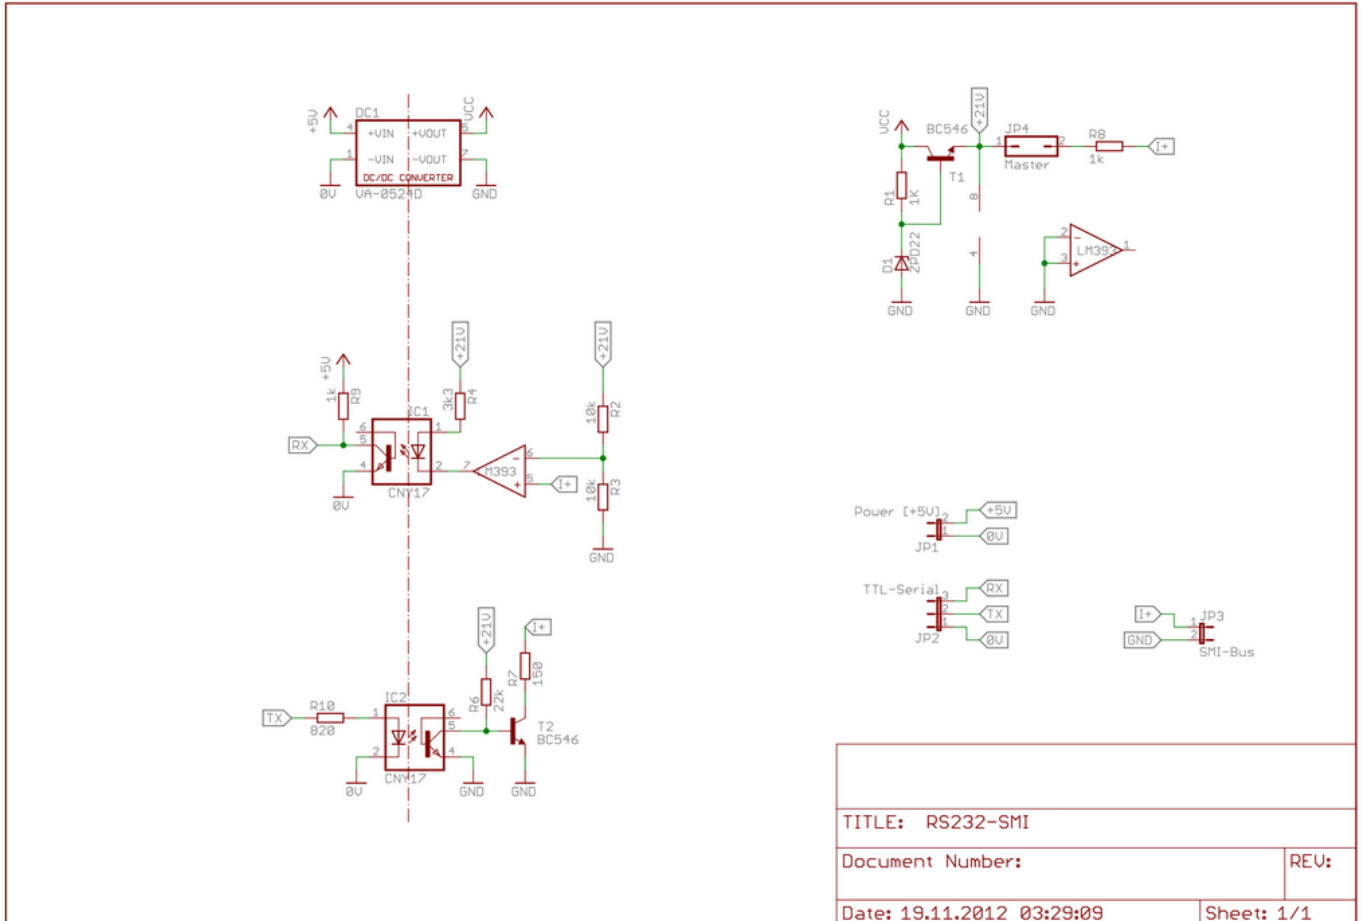 DC1
+5V
VCC
4
+VIN
+VOUT
1
-VIN
-VOUT
7
DC/DC CONVERTER
0V
VA-0524D
GND
VCC
BC546
+21V
JP4
1
2
R8
1k
I+
Master
T1
R1
1K
8
D1
ZPD22
4
2
-
3
+
LM393
1
GND
GND
GND
+5V
+21V
+21V
1k
R9
3k3
R4
10k
R2
IC1
RX
6
5
4
1
2
7
LM393
-
6
+
5
I+
10k
R3
CNY17
0V
GND
Power [+5V]
2
1
+5V
0V
JP1
TTL-Serial
3
2
1
RX
TX
0V
JP2
I+
GND
1
2
JP3
SMI-Bus
+21V
I+
R7
150
R6
22k
IC2
TX
R10
820
1
2
6
5
4
T2
BC546
CNY17
0V
GND
GND
TITLE: RS232-SMI
Document Number:
REV:
Date: 19.11.2012 03:29:09
Sheet: 1/1